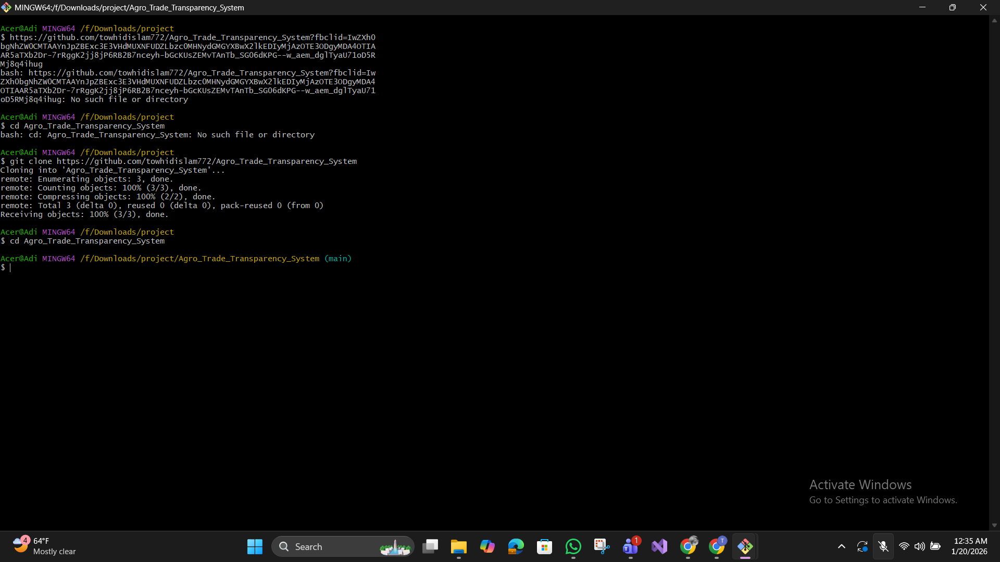 MINGW64:/f/Downloads/project/Agro_Trade_Transparency_System
Acer@Adi MINGW64 /f/Downloads/project
$ https://github.com/towhidislam772/Agro_Trade_Transparency_System?fbclid=IwZXh0
bgNhZW0CMTAAYnJpZBExc3E3VHdMUXNFUDZLbzc0MHNydGMGYXBwX2lkEDIyMjAzOTE3ODgyMDA4OTIA
AR5aTXb2Dr-7rRggK2jj8jP6RB2B7nceyh-bGcKUsZEMvTAnTb_SG06dKPG--w_aem_dglTyaU71oD5R
Mj8q4ihug
bash: https://github.com/towhidislam772/Agro_Trade_Transparency_System?fbclid=Iw
ZXh0bgNhZW0CMTAAYnJpZBExc3E3VHdMUXNFUDZLbzc0MHNydGMGYXBwX2lkEDIyMjAzOTE3ODgyMDA4
OTIAAR5aTXb2Dr-7rRggK2jj8jP6RB2B7nceyh-bGcKUsZEMvTAnTb_SG06dKPG--w_aem_dglTyaU71
oD5RMj8q4ihug: No such file or directory
Acer@Adi MINGW64 /f/Downloads/project
$ cd Agro_Trade_Transparency_System
bash: cd: Agro_Trade_Transparency_System: No such file or directory
Acer@Adi MINGW64 /f/Downloads/project
$ git clone https://github.com/towhidislam772/Agro_Trade_Transparency_System
Cloning into 'Agro_Trade_Transparency_System'...
remote: Enumerating objects: 3, done.
remote: Counting objects: 100% (3/3), done.
remote: Compressing objects: 100% (2/2), done.
remote: Total 3 (delta 0), reused 0 (delta 0), pack-reused 0 (from 0)
Receiving objects: 100% (3/3), done.
Acer@Adi MINGW64 /f/Downloads/project
$ cd Agro_Trade_Transparency_System
Acer@Adi MINGW64 /f/Downloads/project/Agro_Trade_Transparency_System (main)
$
Activate Windows
Go to Settings to activate Windows.
4
64°F
Mostly clear
Search
1
T
12:35 AM
1/20/2026